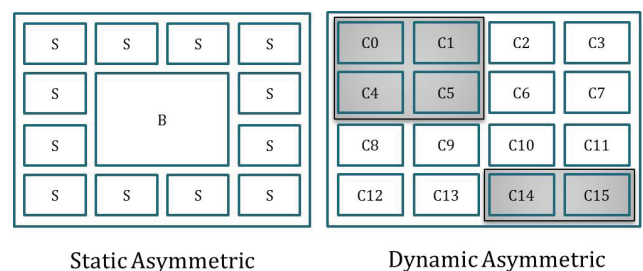 S S S S
S S
B
S S
S S S S
Static Asymmetric
C0 C1 C2 C3
C4 C5 C6 C7
C8 C9 C10 C11
C12 C13 C14 C15
Dynamic Asymmetric